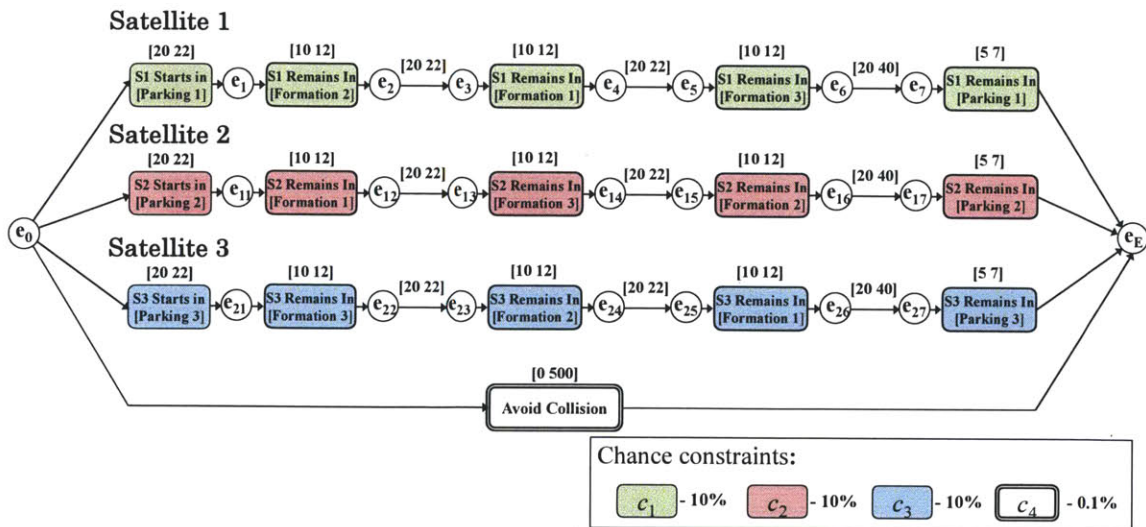 Satellite 1
[20 22] [10 12] [10 12] [10 12] [5 7]
S1 Starts in [Parking 1] e1 S1 Remains In [Formation 2] e2 [20 22] e3 S1 Remains In [Formation 1] e4 [20 22] e5 S1 Remains In [Formation 3] e6 [20 40] e7 S1 Remains In [Parking 1]
Satellite 2
[20 22] [10 12] [10 12] [10 12] [5 7]
S2 Starts in [Parking 2] e11 S2 Remains In [Formation 1] e12 [20 22] e13 S2 Remains In [Formation 3] e14 [20 22] e15 S2 Remains In [Formation 2] e16 [20 40] e17 S2 Remains In [Parking 2]
e0
eE
Satellite 3
[20 22] [10 12] [10 12] [10 12] [5 7]
S3 Starts in [Parking 3] e21 S3 Remains In [Formation 3] e22 [20 22] e23 S3 Remains In [Formation 2] e24 [20 22] e25 S3 Remains In [Formation 1] e26 [20 40] e27 S3 Remains In [Parking 3]
[0 500]
Avoid Collision
Chance constraints:
c1 - 10% c2 - 10% c3 - 10% c4 - 0.1%